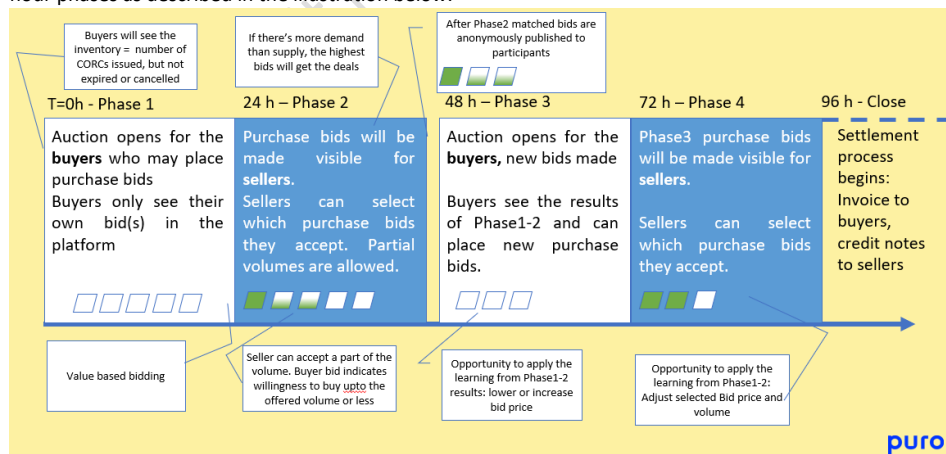 hour phases as described in the illustration below.
Buyers will see the
inventory = number of
CORCs issued, but not
expired or cancelled
If there's more demand
than supply, the highest
bids will get the deals
After Phase2 matched bids are
anonymously published to
participants
T=0h - Phase 1
24 h – Phase 2
48 h – Phase 3
72 h – Phase 4
96 h - Close
Auction opens for the
buyers who may place
purchase bids
Buyers only see their
own bid(s) in the
platform
Purchase bids will be
made visible for
sellers.
Sellers can select
which purchase bids
they accept. Partial
volumes are allowed.
Auction opens for the
buyers, new bids made
Buyers see the results
of Phase1-2 and can
place new purchase
bids.
Phase3 purchase bids
will be made visible for
sellers.
Sellers can select
which purchase bids
they accept.
Settlement
process
begins:
Invoice to
buyers,
credit notes
to sellers
Value based bidding
Seller can accept a part of the
volume. Buyer bid indicates
willingness to buy upto the
offered volume or less
Opportunity to apply the
learning from Phase1-2
results: lower or increase
bid price
Opportunity to apply the
learning from Phase1-2:
Adjust selected Bid price and
volume
puro